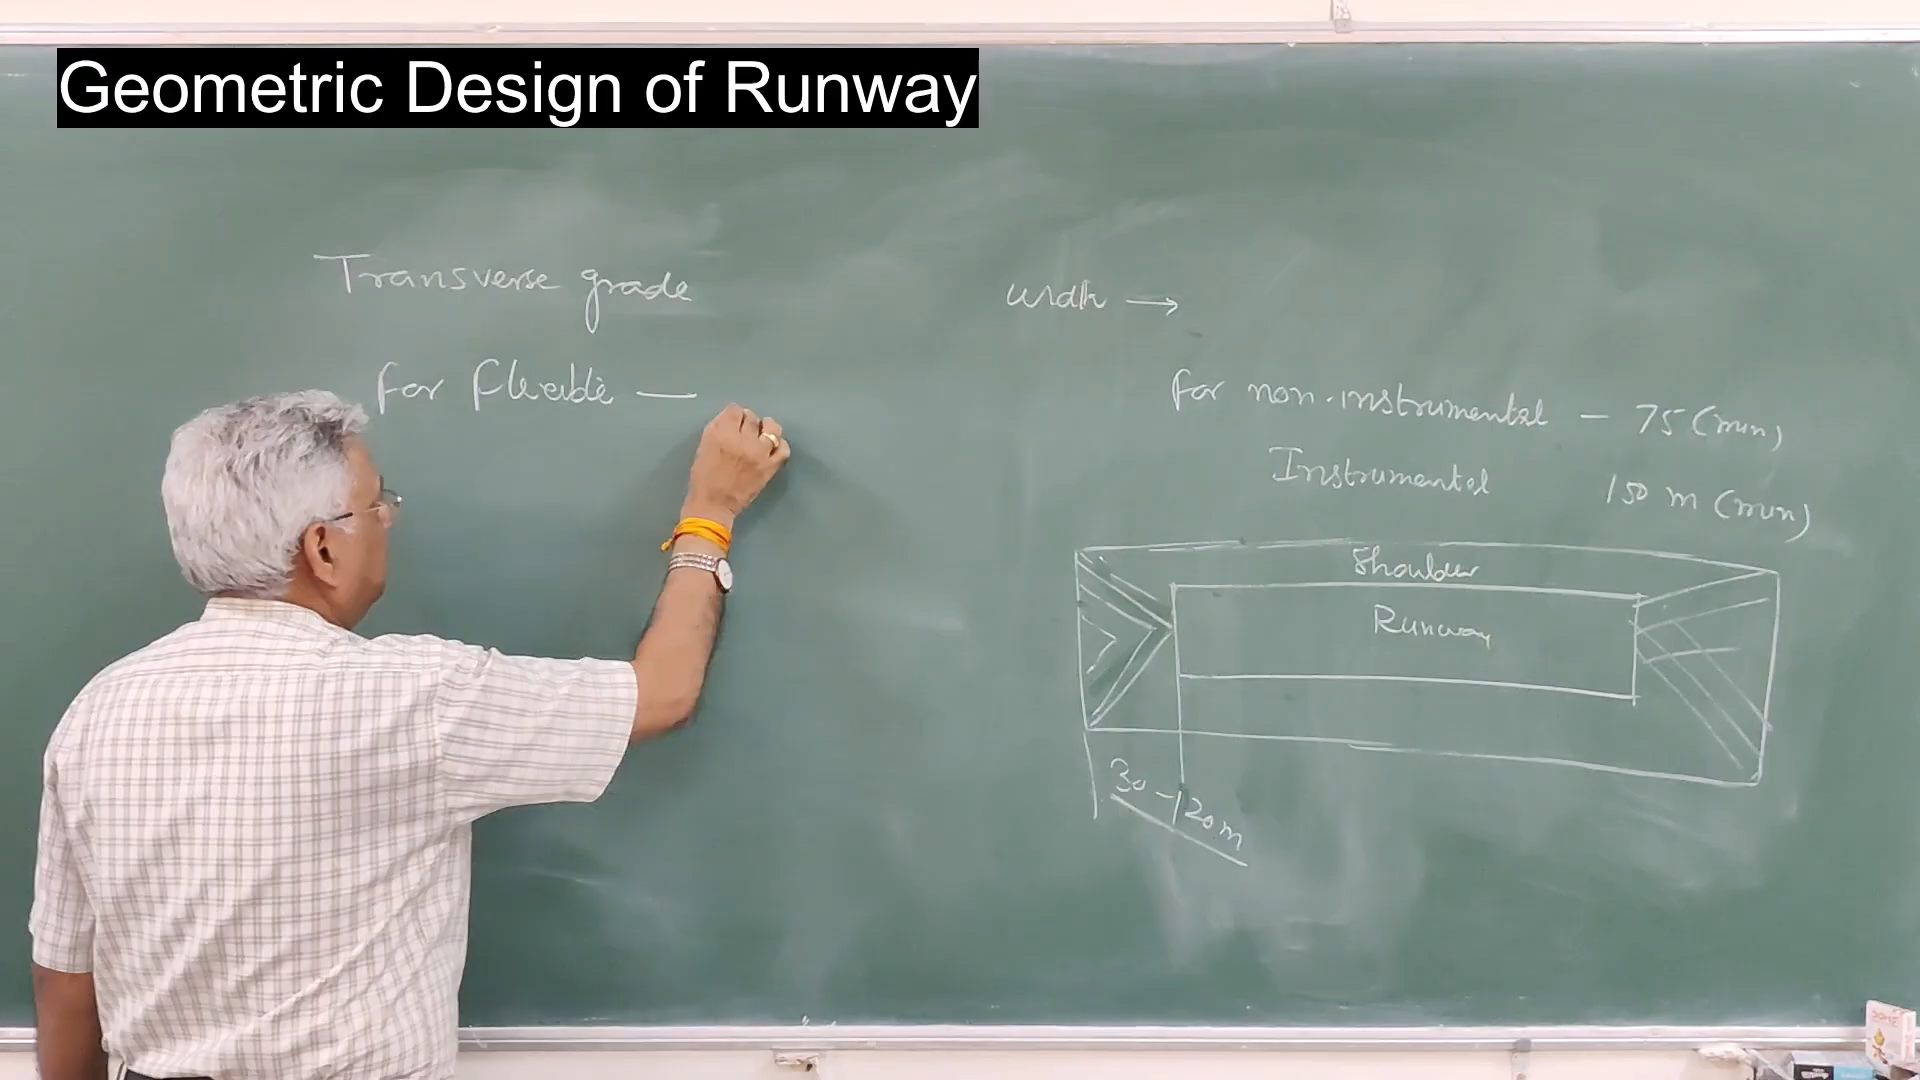 Geometric Design of Runway
Transverse grade
for flexible —
width →
for non-instrumental — 75 (min)
Instrumental 150 m (min)
Shoulder
Runway
30 - 20 m